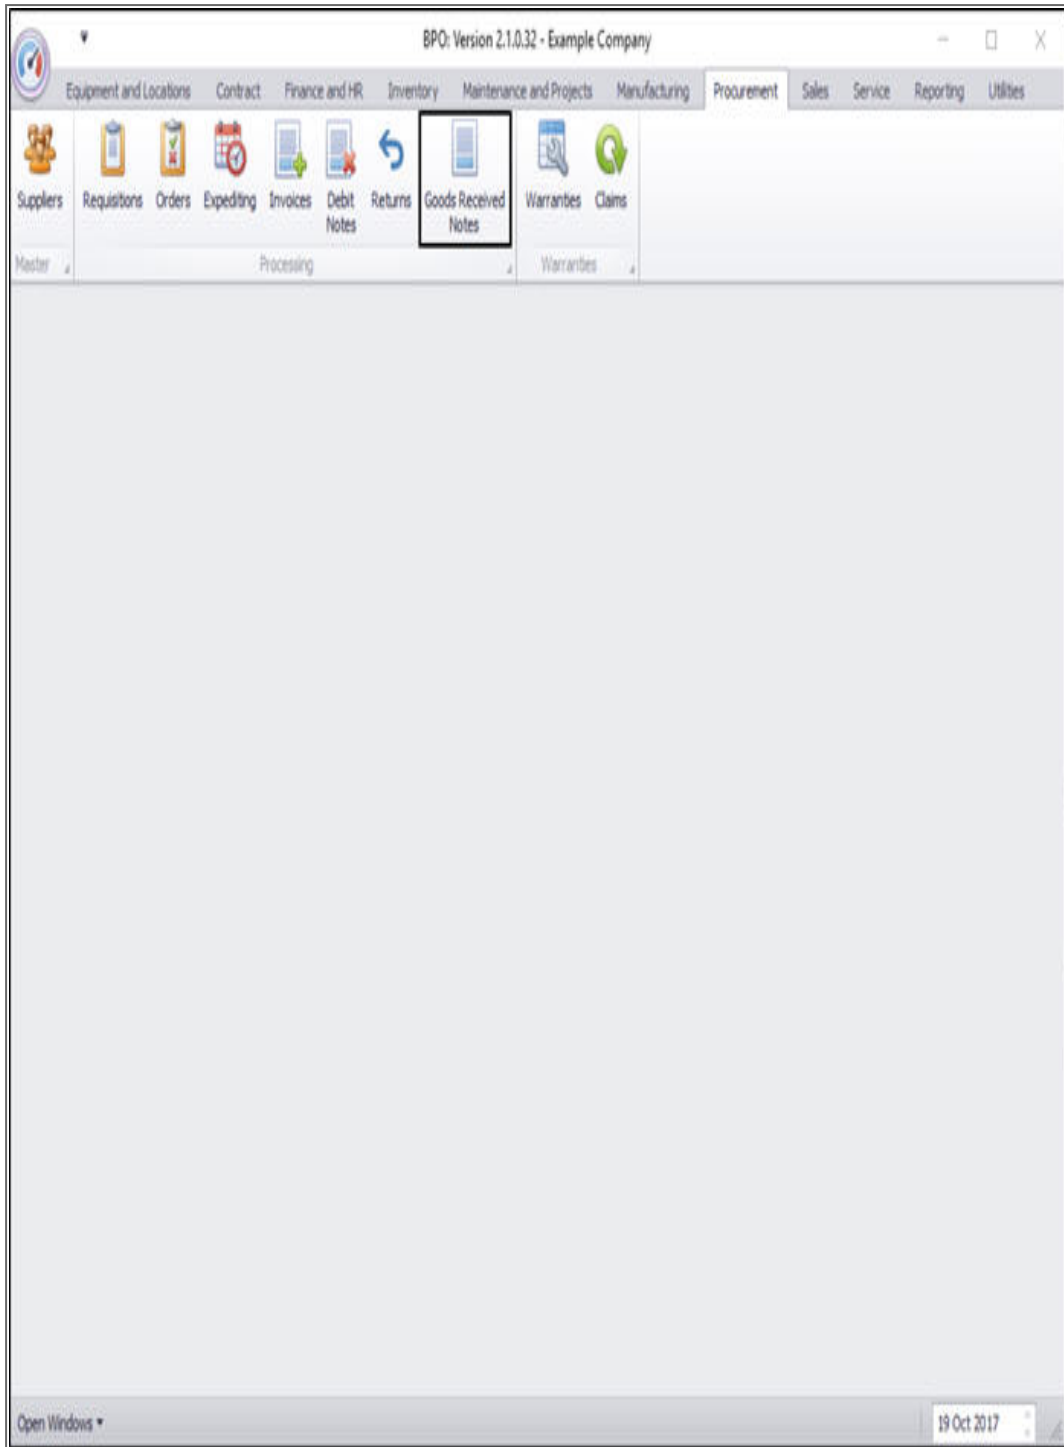 BPO: Version 2.1.0.32 - Example Company
Equipment and Locations Contract Finance and HR Inventory Maintenance and Projects Manufacturing Procurement Sales Service Reporting Utilities
Suppliers Requisitions Orders Expediting Invoices Debit Returns Goods Received Warranties Claims
Notes Notes
Master Processing Warranties
Open Windows 19 Oct 2017